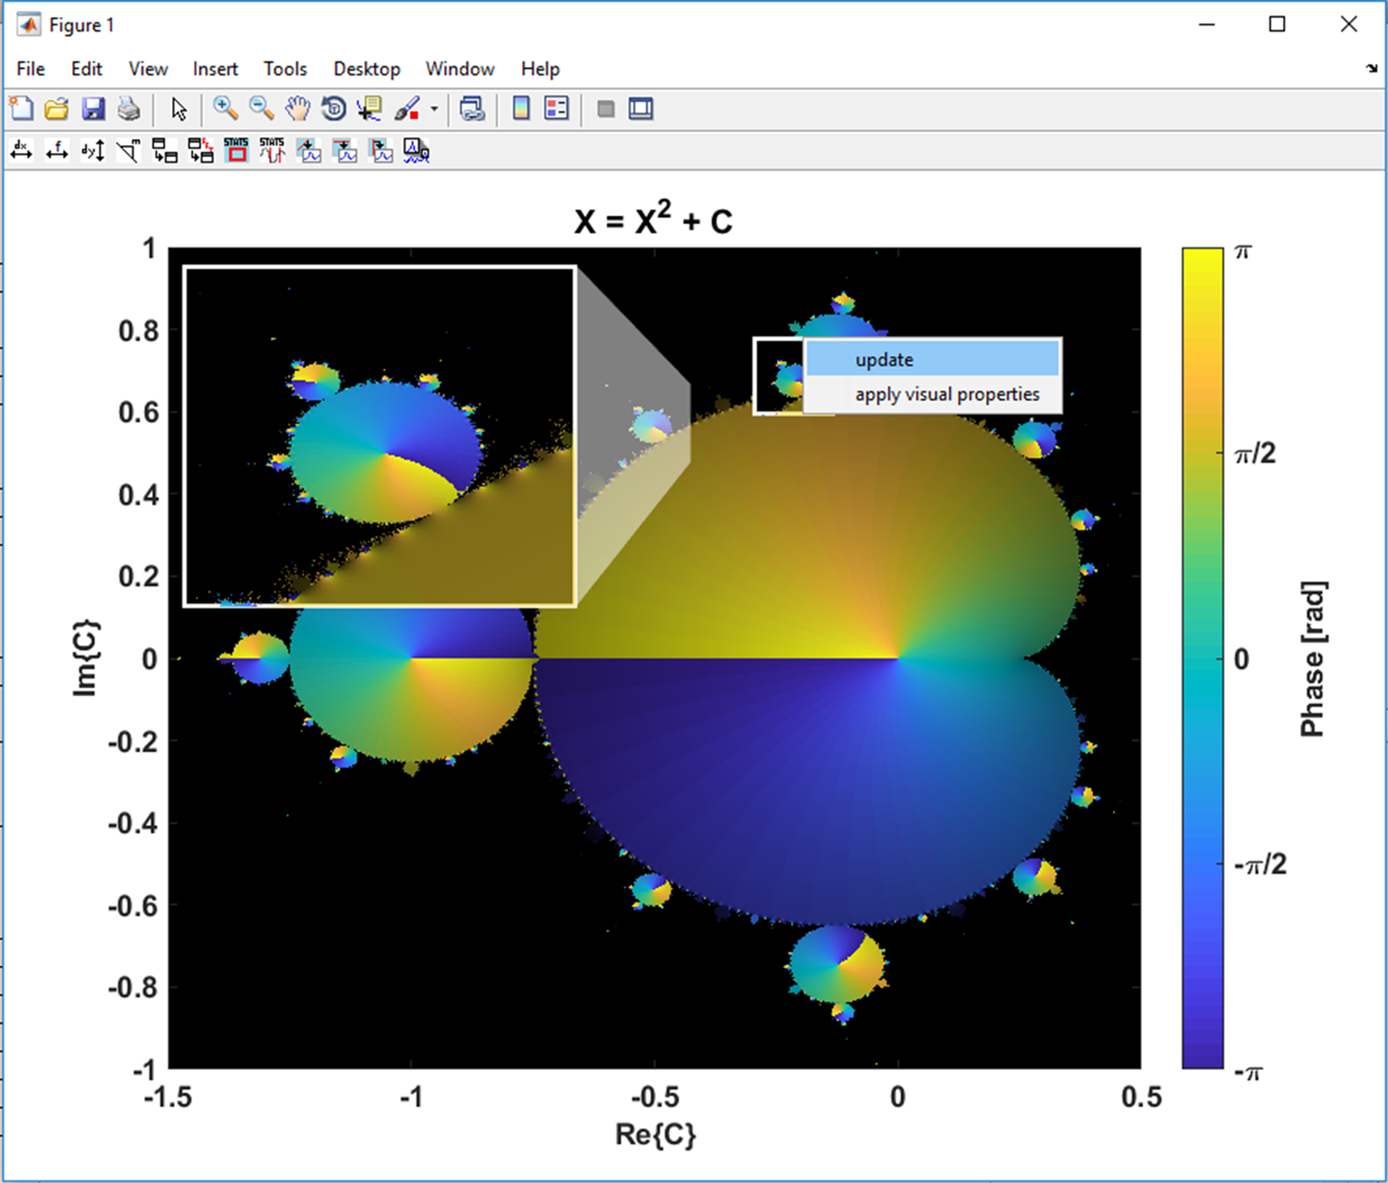 Figure 1
File Edit View Insert Tools Desktop Window Help
dx f dy m STATS STATS
X = X² + C
update
apply visual properties
1
0.8
0.6
0.4
0.2
0
-0.2
-0.4
-0.6
-0.8
-1
Im{C}
-1.5 -1 -0.5 0 0.5
Re{C}
π
π/2
0
-π/2
-π
Phase [rad]